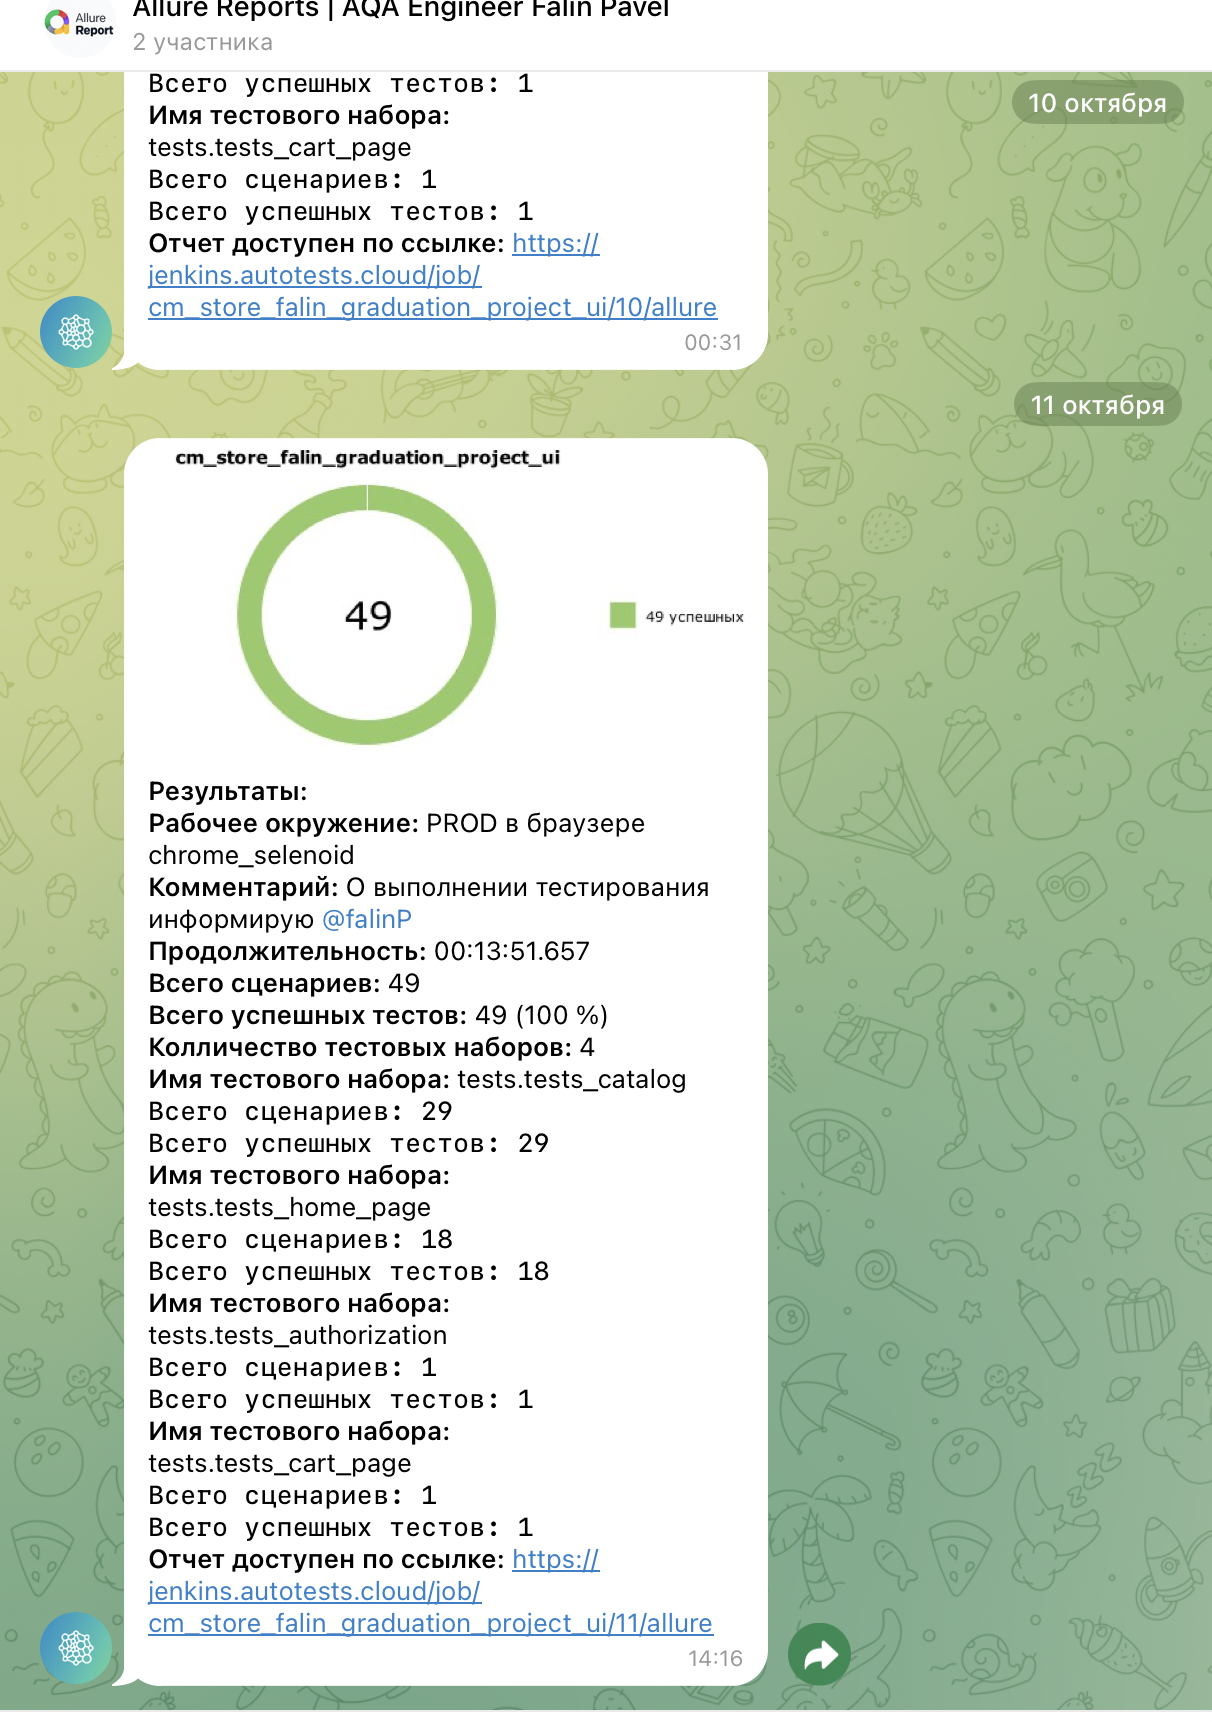 Allure Report
Allure Reports | AQA Engineer Falin Pavel
2 участника
10 октября
Всего успешных тестов: 1
Имя тестового набора:
tests.tests_cart_page
Всего сценариев: 1
Всего успешных тестов: 1
Отчет доступен по ссылке: https://
jenkins.autotests.cloud/job/
cm_store_falin_graduation_project_ui/10/allure
00:31
11 октября
cm_store_falin_graduation_project_ui
49
49 успешных
Результаты:
Рабочее окружение: PROD в браузере
chrome_selenoid
Комментарий: О выполнении тестирования
информирую @falinP
Продолжительность: 00:13:51.657
Всего сценариев: 49
Всего успешных тестов: 49 (100 %)
Колличество тестовых наборов: 4
Имя тестового набора: tests.tests_catalog
Всего сценариев: 29
Всего успешных тестов: 29
Имя тестового набора:
tests.tests_home_page
Всего сценариев: 18
Всего успешных тестов: 18
Имя тестового набора:
tests.tests_authorization
Всего сценариев: 1
Всего успешных тестов: 1
Имя тестового набора:
tests.tests_cart_page
Всего сценариев: 1
Всего успешных тестов: 1
Отчет доступен по ссылке: https://
jenkins.autotests.cloud/job/
cm_store_falin_graduation_project_ui/11/allure
14:16